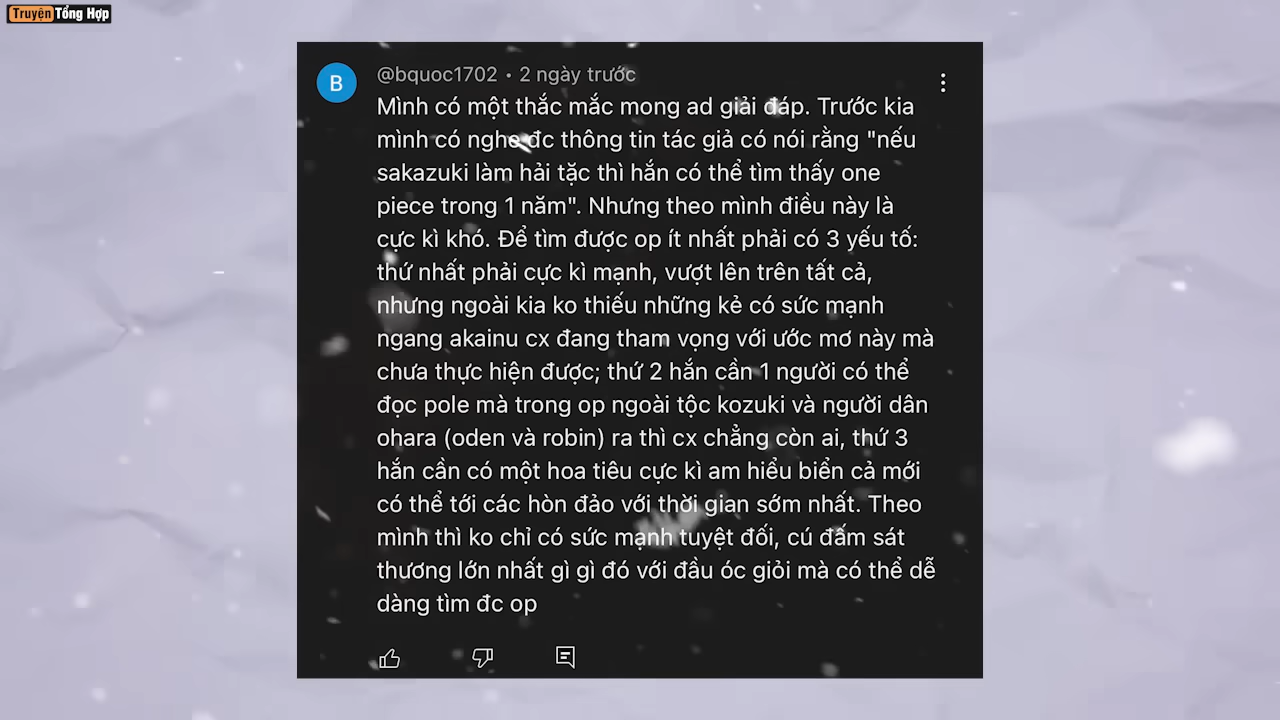 Truyện Tổng Hợp
B
@bquoc1702 • 2 ngày trước
Mình có một thắc mắc mong ad giải đáp. Trước kia
mình có nghe đc thông tin tác giả có nói rằng "nếu
sakazuki làm hải tặc thì hắn có thể tìm thấy one
piece trong 1 năm". Nhưng theo mình điều này là
cực kì khó. Để tìm được op ít nhất phải có 3 yếu tố:
thứ nhất phải cực kì mạnh, vượt lên trên tất cả,
nhưng ngoài kia ko thiếu những kẻ có sức mạnh
ngang akainu cx đang tham vọng với ước mơ này mà
chưa thực hiện được; thứ 2 hắn cần 1 người có thể
đọc pole mà trong op ngoài tộc kozuki và người dân
ohara (oden và robin) ra thì cx chẳng còn ai, thứ 3
hắn cần có một hoa tiêu cực kì am hiểu biển cả mới
có thể tới các hòn đảo với thời gian sớm nhất. Theo
mình thì ko chỉ có sức mạnh tuyệt đối, cú đấm sát
thương lớn nhất gì gì đó với đầu óc giỏi mà có thể dễ
dàng tìm đc op